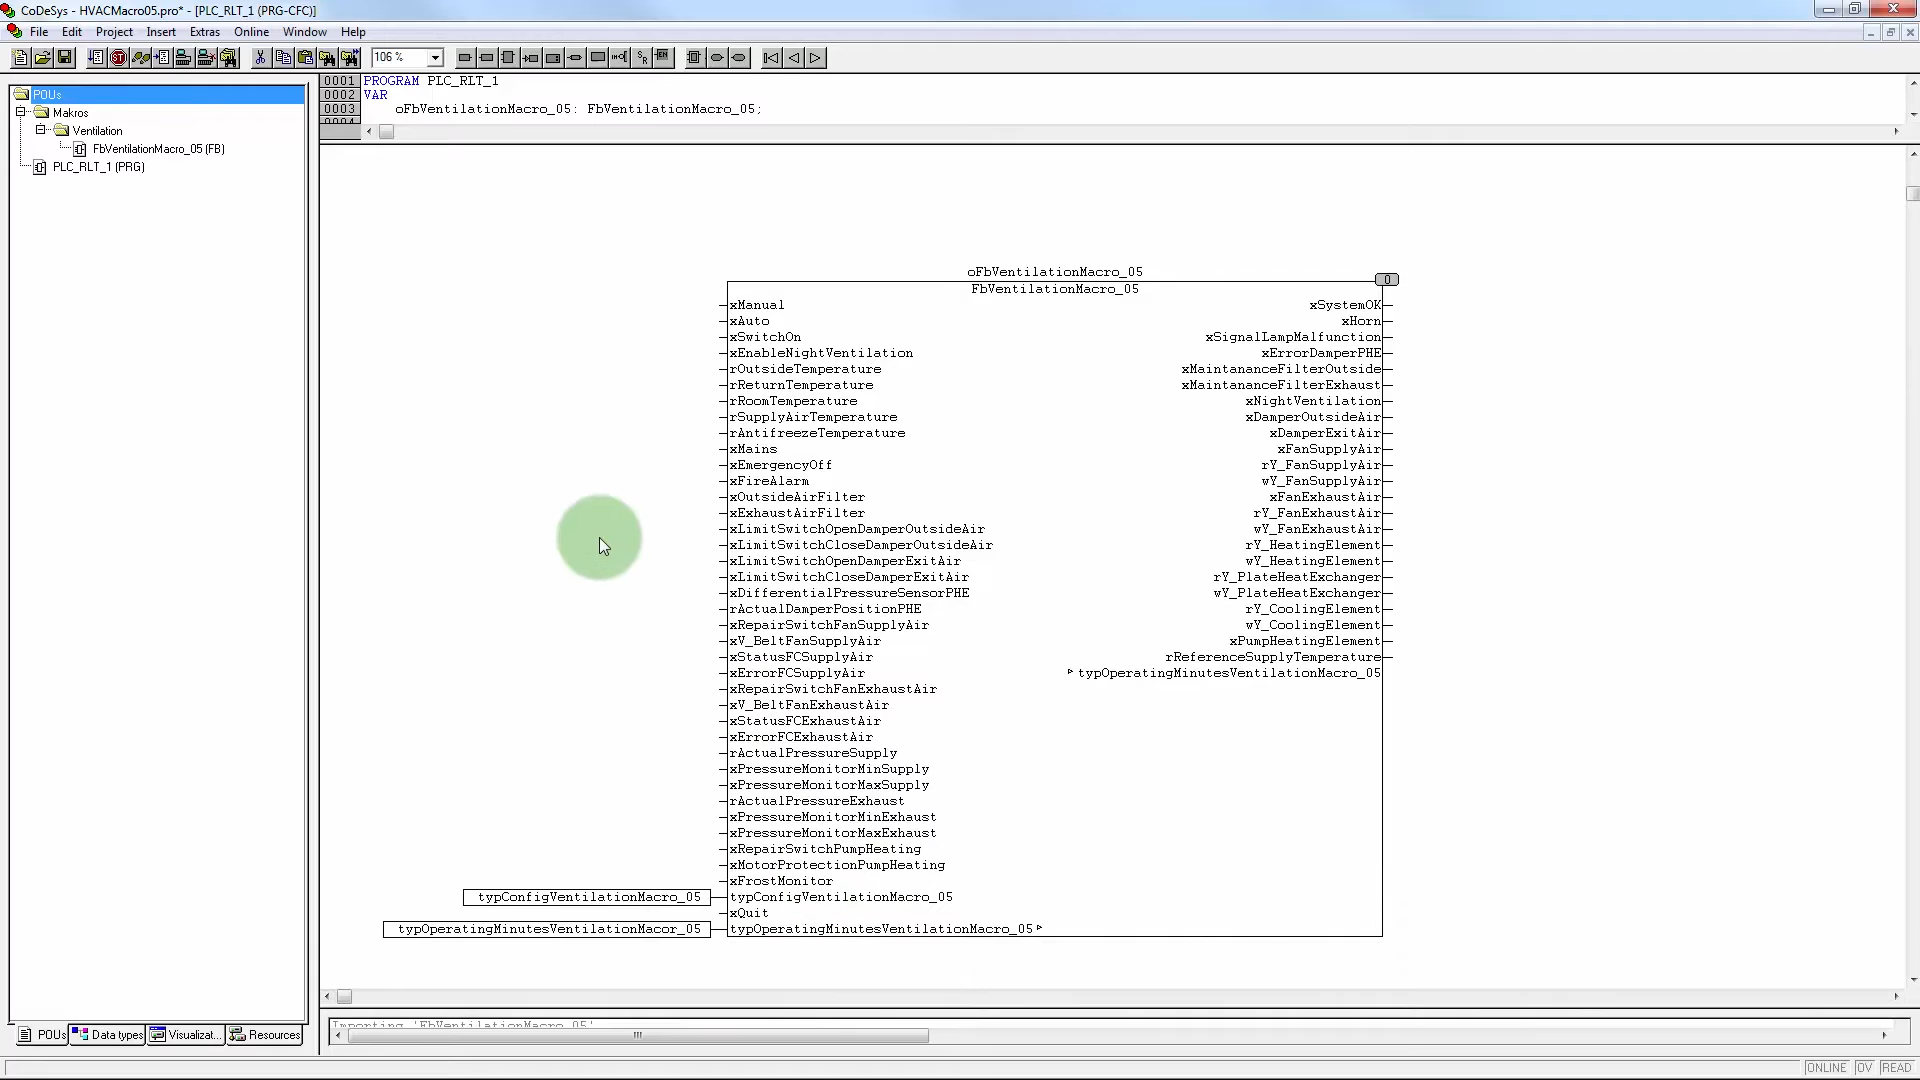 CoDeSys - HVACMacro05.pro* - [PLC_RLT_1 (PRG-CFC)]
File Edit Project Insert Extras Online Window Help
106 %
POUs
Makros
Ventilation
FbVentilationMacro_05 (FB)
PLC_RLT_1 (PRG)
0001 PROGRAM PLC_RLT_1
0002 VAR
0003 oFbVentilationMacro_05: FbVentilationMacro_05;
0004
oFbVentilationMacro_05
0
FbVentilationMacro_05
xManual xSystemOK
xAuto xHorn
xSwitchOn xSignalLampMalfunction
xEnableNightVentilation xErrorDamperPHE
rOutsideTemperature xMaintananceFilterOutside
rReturnTemperature xMaintananceFilterExhaust
rRoomTemperature xNightVentilation
rSupplyAirTemperature xDamperOutsideAir
rAntifreezeTemperature xDamperExitAir
xMains xFanSupplyAir
xEmergencyOff rY_FanSupplyAir
xFireAlarm wY_FanSupplyAir
xOutsideAirFilter xFanExhaustAir
xExhaustAirFilter rY_FanExhaustAir
xLimitSwitchOpenDamperOutsideAir wY_FanExhaustAir
xLimitSwitchCloseDamperOutsideAir rY_HeatingElement
xLimitSwitchOpenDamperExitAir wY_HeatingElement
xLimitSwitchCloseDamperExitAir rY_PlateHeatExchanger
xDifferentialPressureSensorPHE wY_PlateHeatExchanger
rActualDamperPositionPHE rY_CoolingElement
xRepairSwitchFanSupplyAir wY_CoolingElement
xV_BeltFanSupplyAir xPumpHeatingElement
xStatusFCSupplyAir rReferenceSupplyTemperature
xErrorFCSupplyAir typOperatingMinutesVentilationMacro_05
xRepairSwitchFanExhaustAir
xV_BeltFanExhaustAir
xStatusFCExhaustAir
xErrorFCExhaustAir
rActualPressureSupply
xPressureMonitorMinSupply
xPressureMonitorMaxSupply
rActualPressureExhaust
xPressureMonitorMinExhaust
xPressureMonitorMaxExhaust
xRepairSwitchPumpHeating
xMotorProtectionPumpHeating
xFrostMonitor
typConfigVentilationMacro_05 typConfigVentilationMacro_05
xQuit
typOperatingMinutesVentilationMacor_05 typOperatingMinutesVentilationMacro_05
Importing 'FbVentilationMacro_05'
POUs Data types Visualizat... Resources
ONLINE OV READ